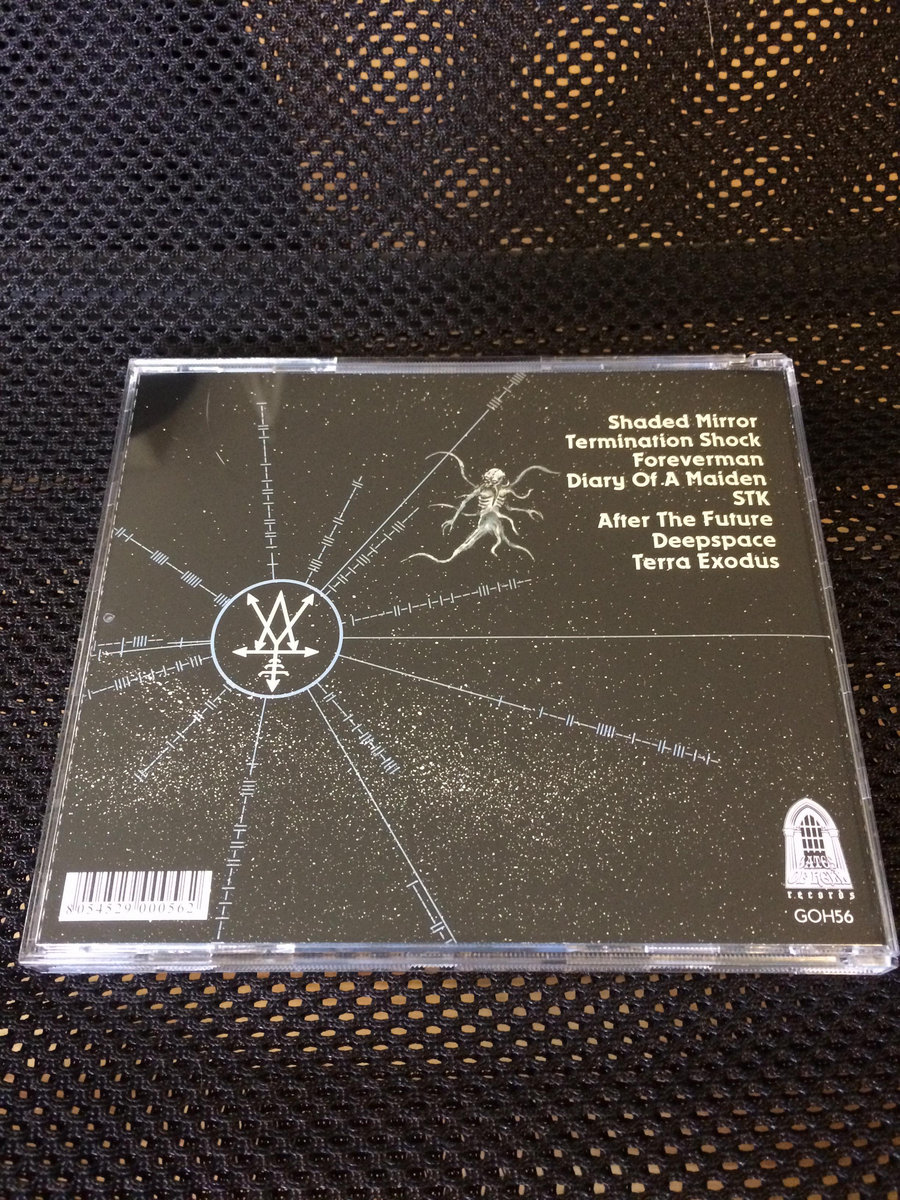 Shaded Mirror
Termination Shock
Foreverman
Diary Of A Maiden
STK
After The Future
Deepspace
Terra Exodus
8 054529 000562
records
GOH56